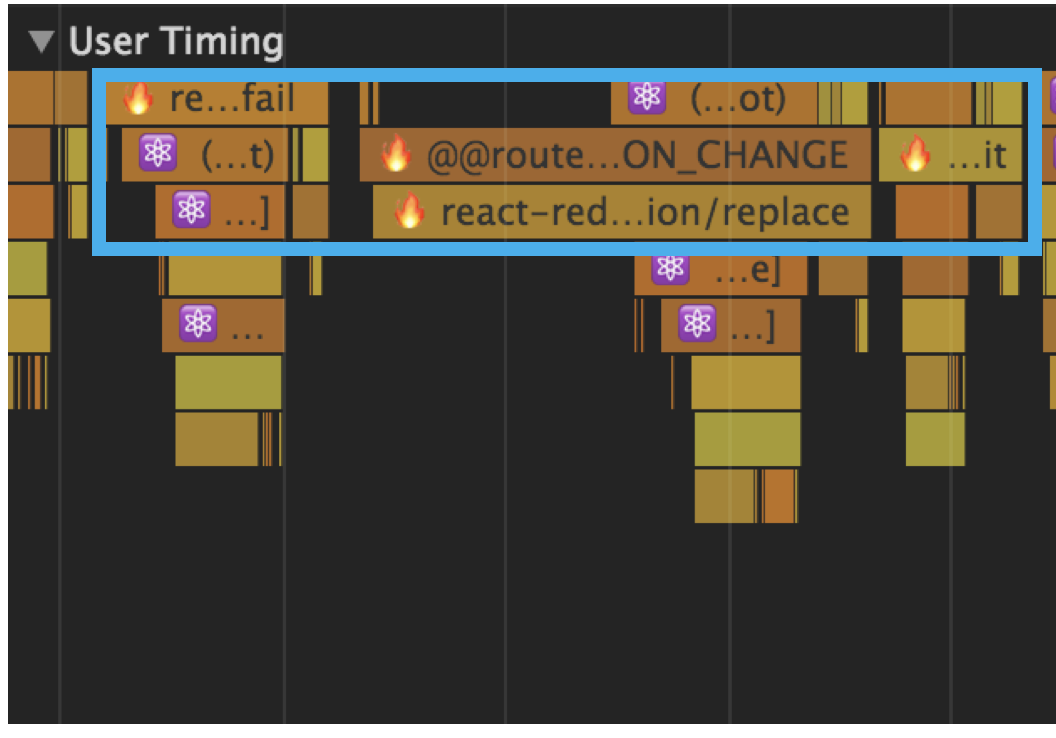 ▼ User Timing
🔥 re...fail ⚛ (...ot)
⚛ (...t) 🔥 @@route...ON_CHANGE 🔥 ...it
⚛ ...] 🔥 react-red...ion/replace
⚛ ...e]
⚛ ... ⚛ ...]